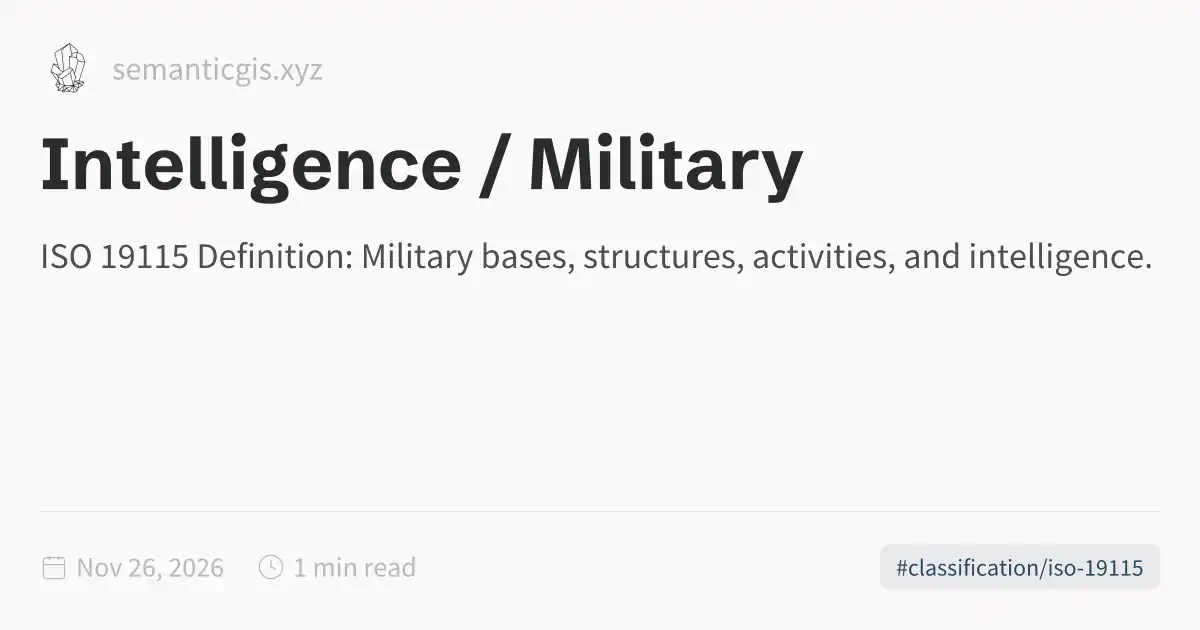 semanticgis.xyz
Intelligence / Military
ISO 19115 Definition: Military bases, structures, activities, and intelligence.
Nov 26, 2026 1 min read #classification/iso-19115